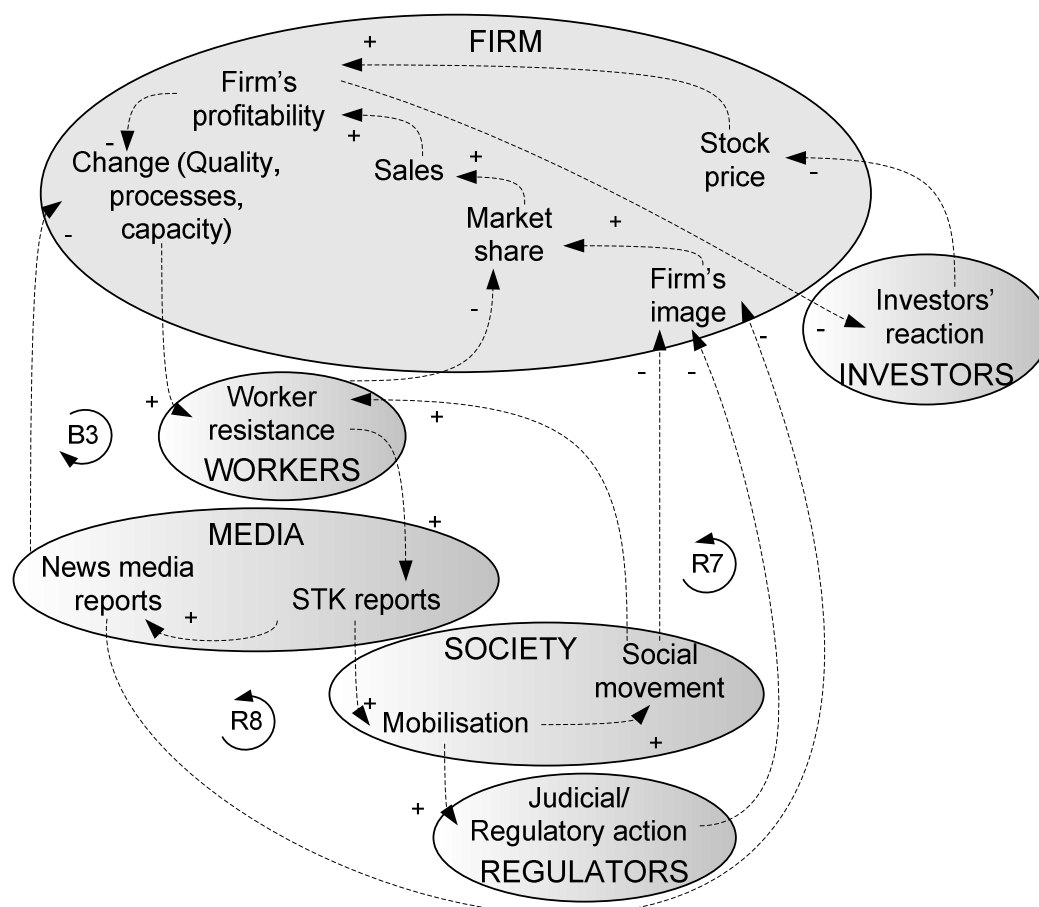 +
FIRM
Firm's
profitability
-
+
+
Stock
price
-
Change (Quality,
processes,
capacity)
-
Sales
Market
share
+
-
Firm's
image
-
-
-
-
Investors'
reaction
INVESTORS
+
Worker
resistance
WORKERS
+
B3
+
MEDIA
News media
reports
+
STK reports
R7
SOCIETY
Social
movement
+
Mobilisation
+
R8
+
Judicial/
Regulatory action
REGULATORS